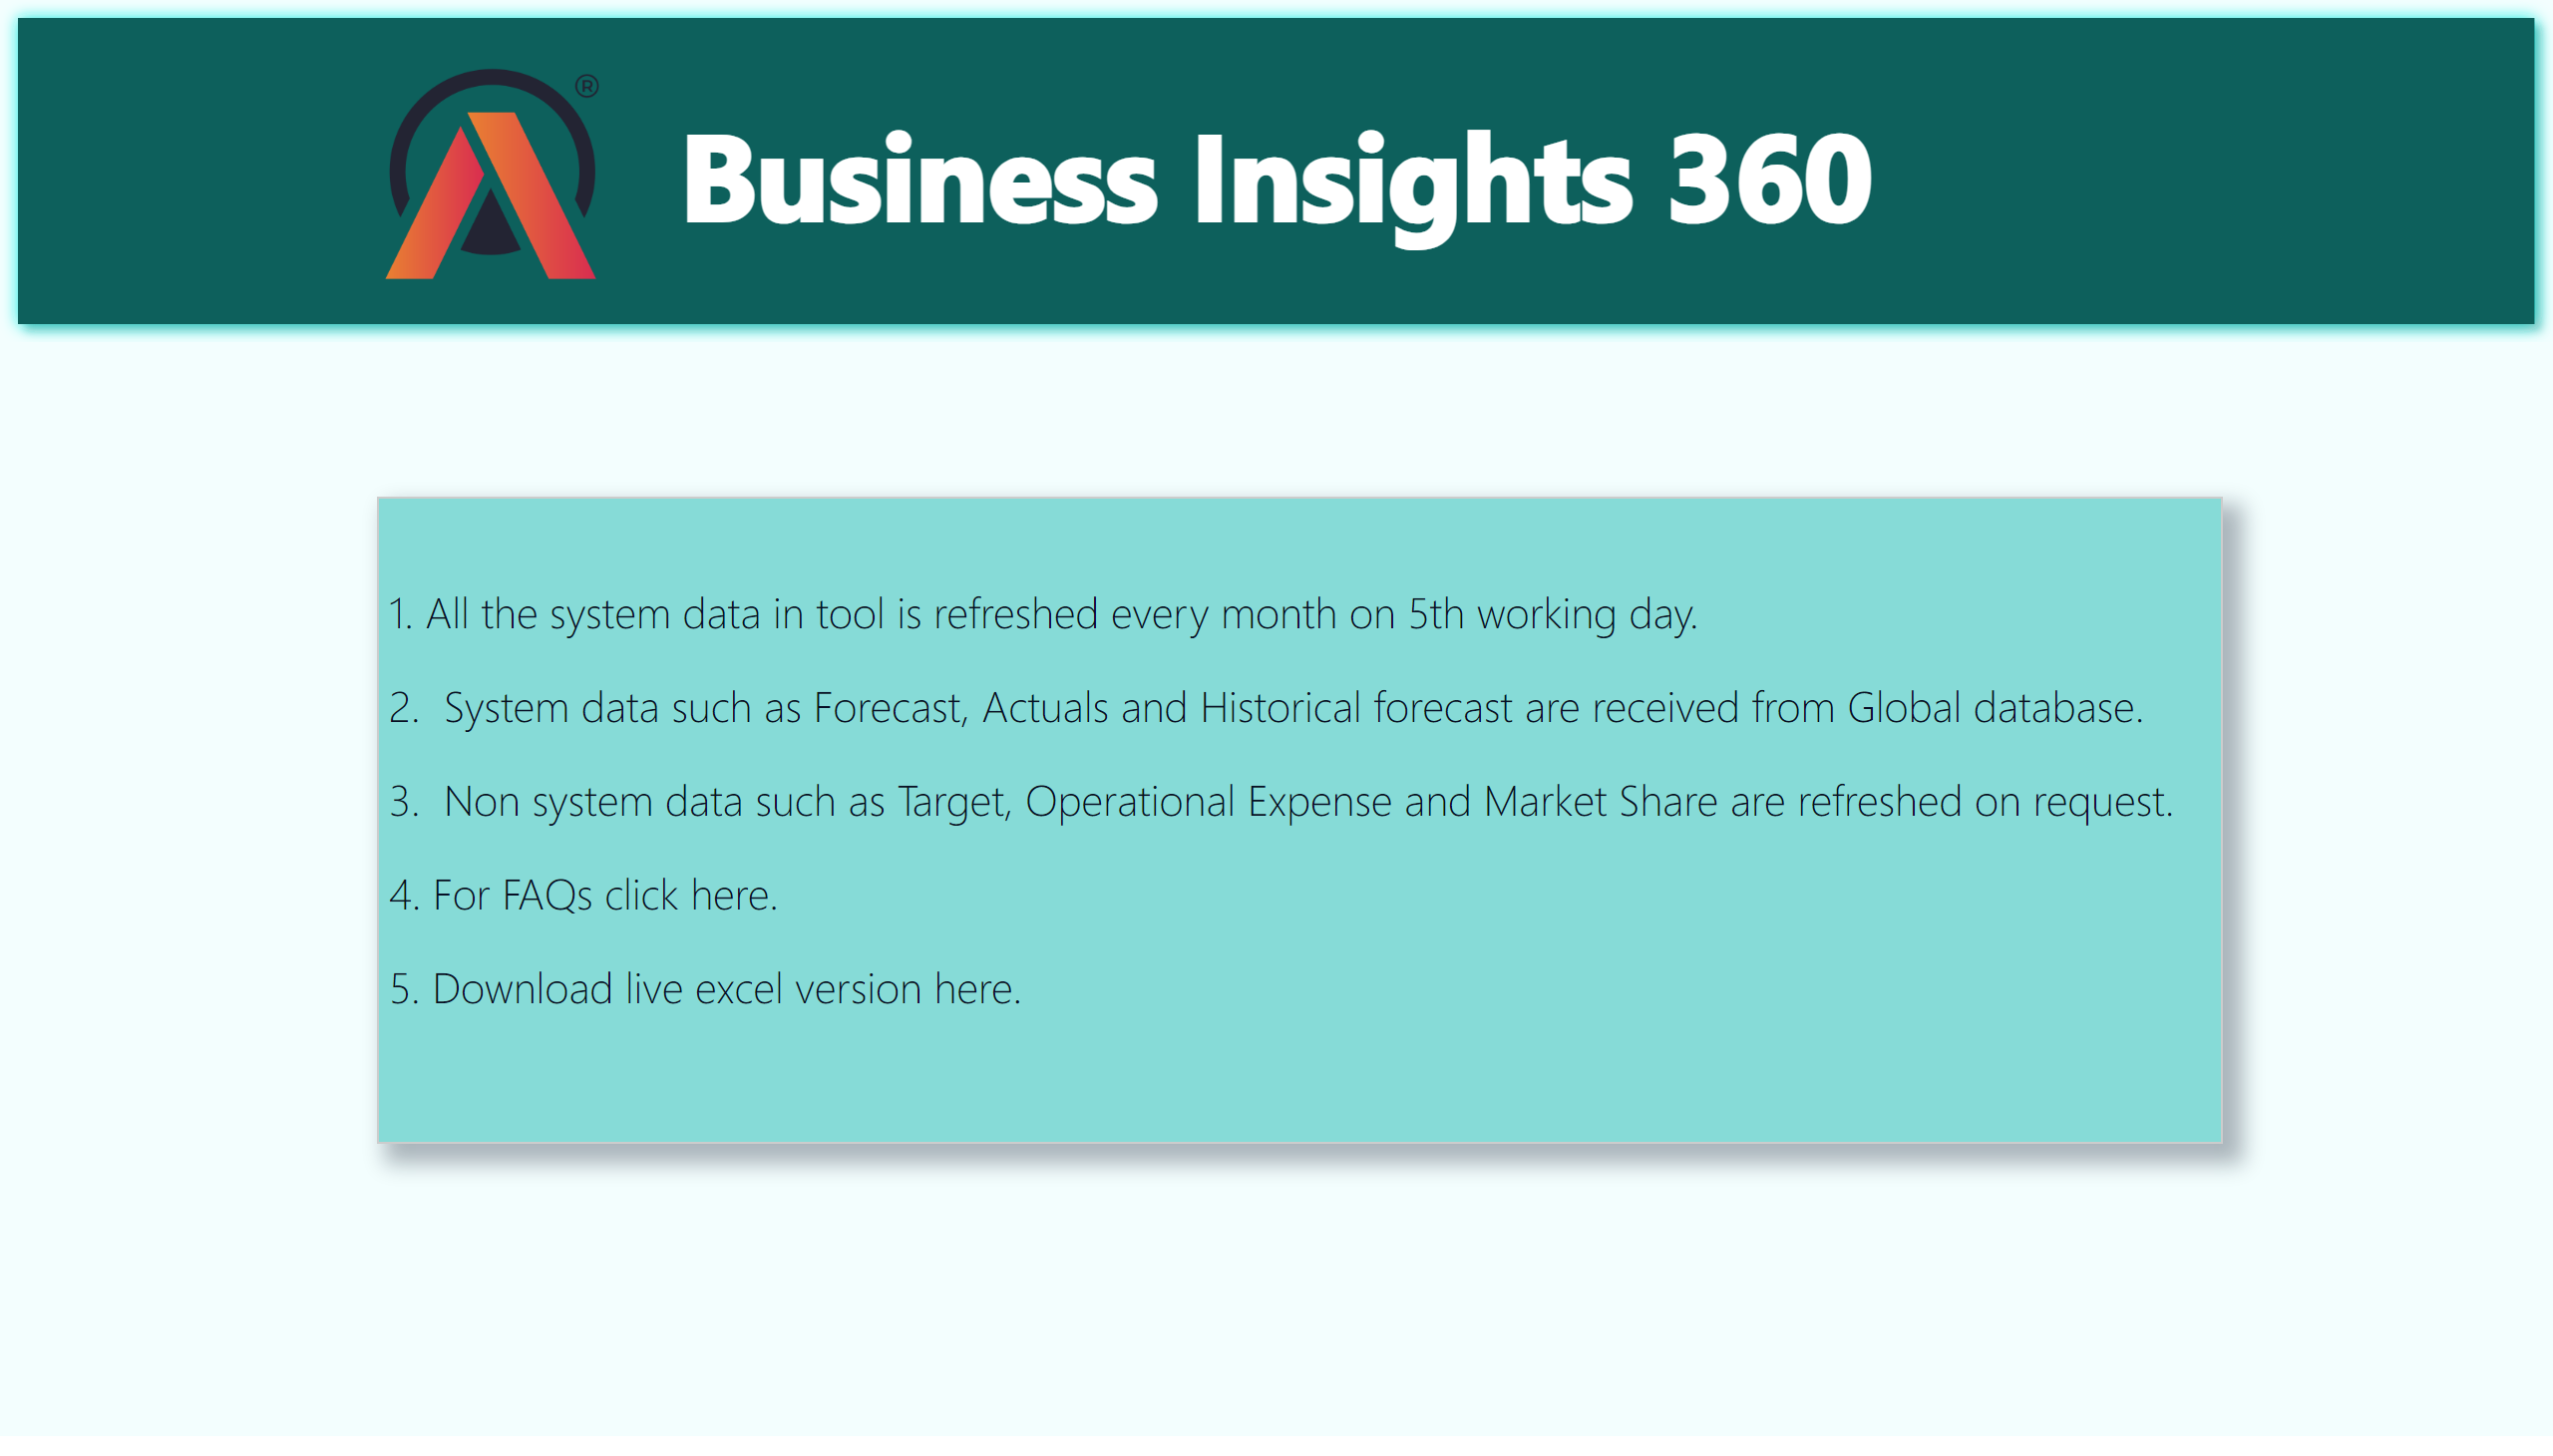 ®
Business Insights 360
1. All the system data in tool is refreshed every month on 5th working day.
2.  System data such as Forecast, Actuals and Historical forecast are received from Global database.
3.  Non system data such as Target, Operational Expense and Market Share are refreshed on request.
4. For FAQs click here.
5. Download live excel version here.